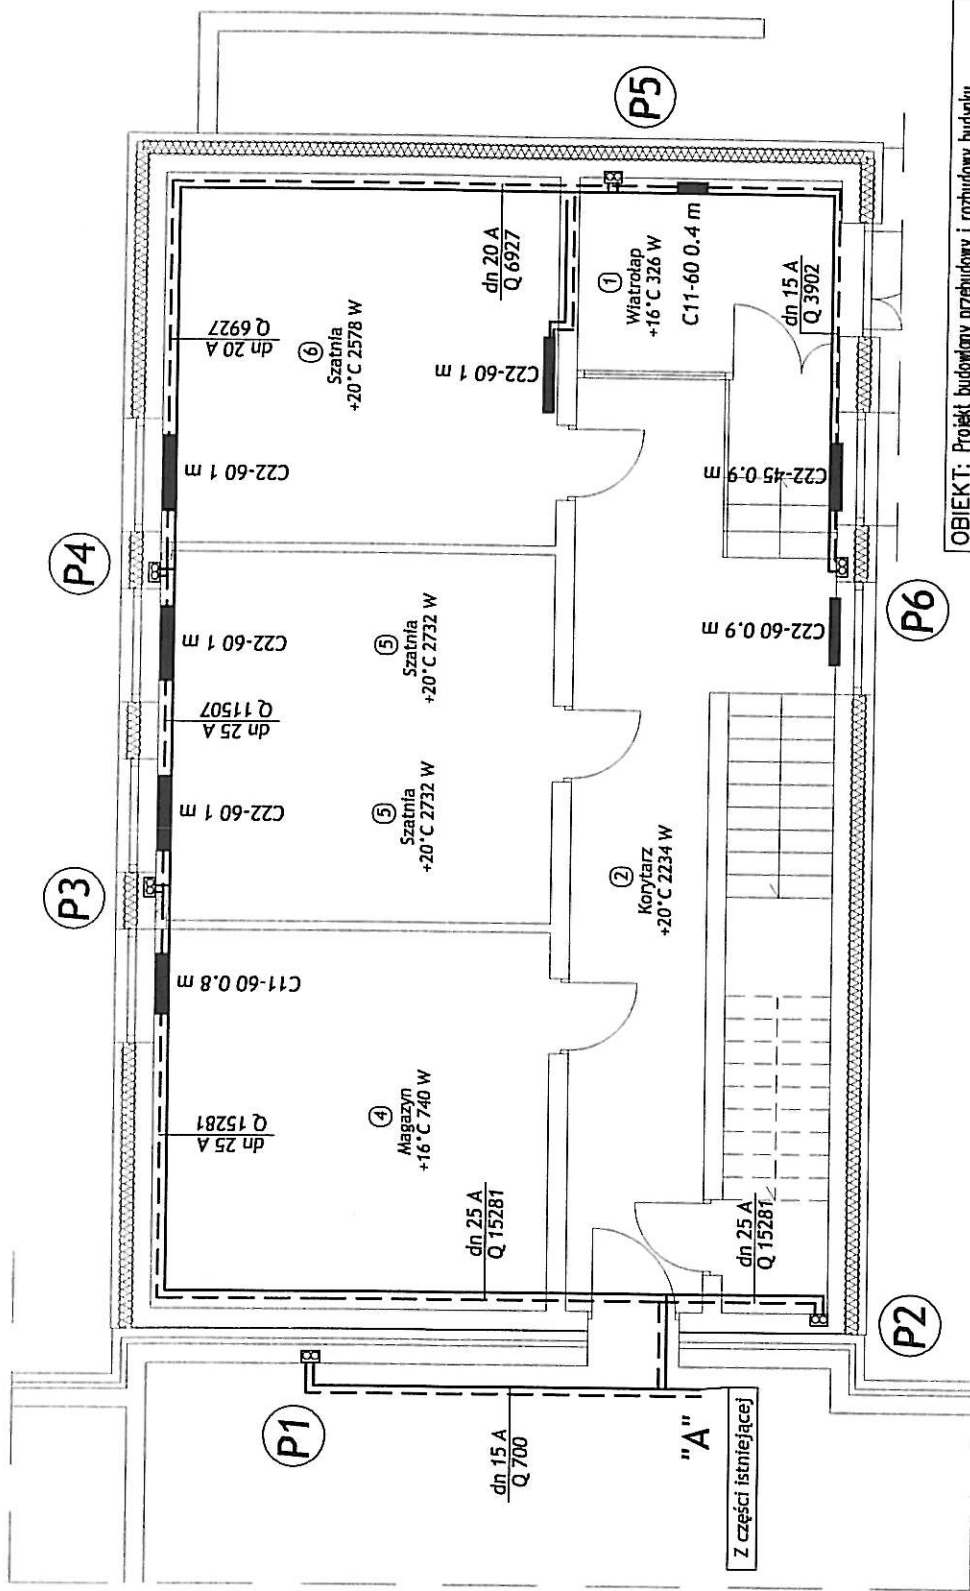 P1
dn 15 A
Q 700
"A"
Z części istniejącej
P2
dn 25 A
Q 15281
dn 25 A
Q 15281
dn 25 A
Q 15281
4
Magazyn
+16°C 740 W
C11-60 0.8 m
P3
2
Korytarz
+20°C 2234 W
5
Szatnia
+20°C 2732 W
C22-60 1 m
dn 25 A
Q 11507
5
Szatnia
+20°C 2732 W
C22-60 1 m
P4
C22-60 0.9 m
P6
C22-60 1 m
C22-45 0.9 m
6
Szatnia
+20°C 2578 W
dn 20 A
Q 6927
C22-60 1 m
dn 20 A
Q 6927
1
Wiatrołap
+16°C 326 W
C11-60 0.4 m
dn 15 A
Q 3902
P5
OBIEKT: Projekt budowlany przebudowy i rozbudowy budynku